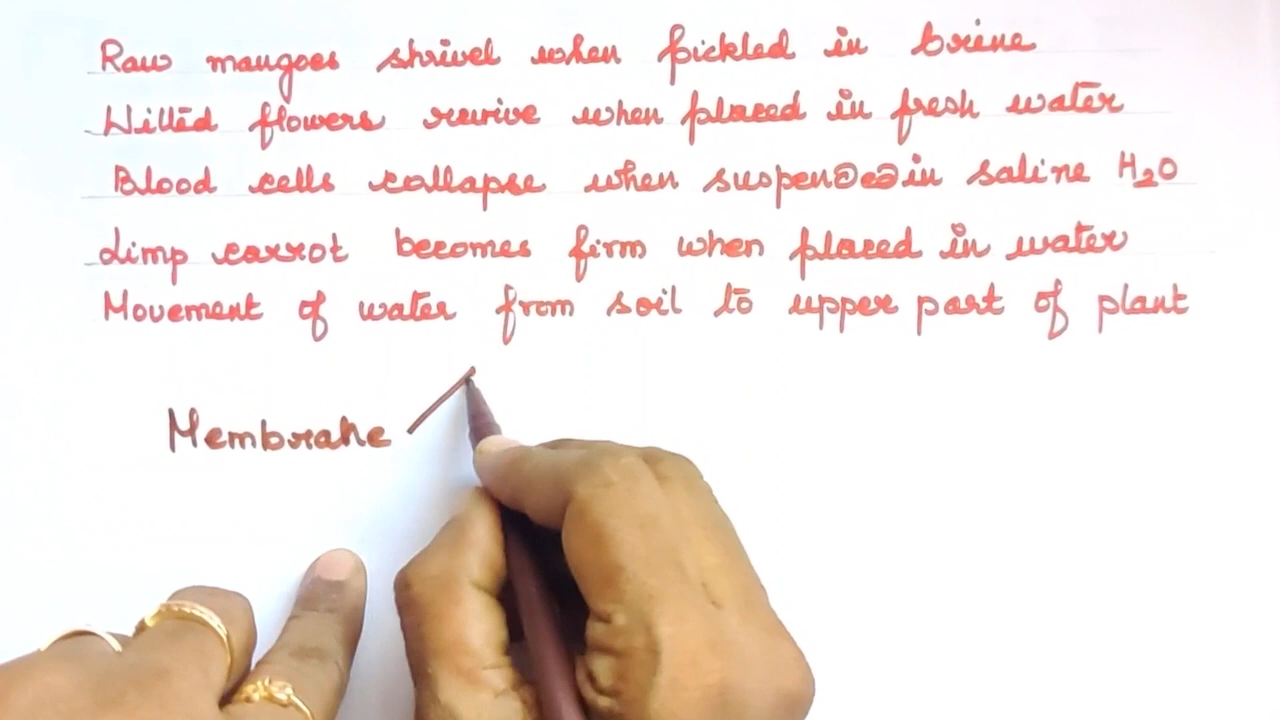 Raw mangoes shrivel when pickled in brine
Wilted flowers revive when placed in fresh water
Blood cells collapse when suspended in saline H₂O
Limp carrot becomes firm when placed in water
Movement of water from soil to upper part of plant
Membrane